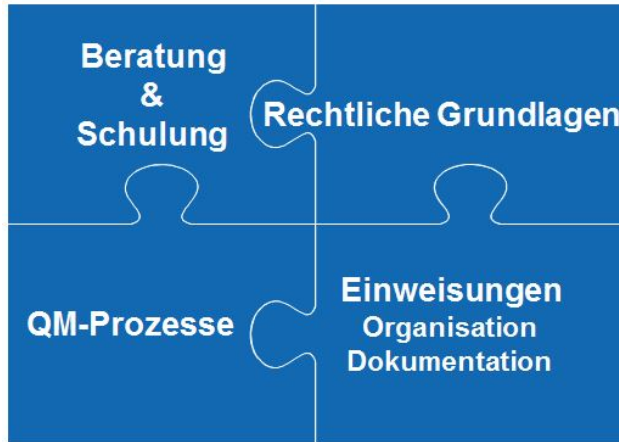 Beratung
&
Schulung
Rechtliche Grundlagen
QM-Prozesse
Einweisungen
Organisation
Dokumentation